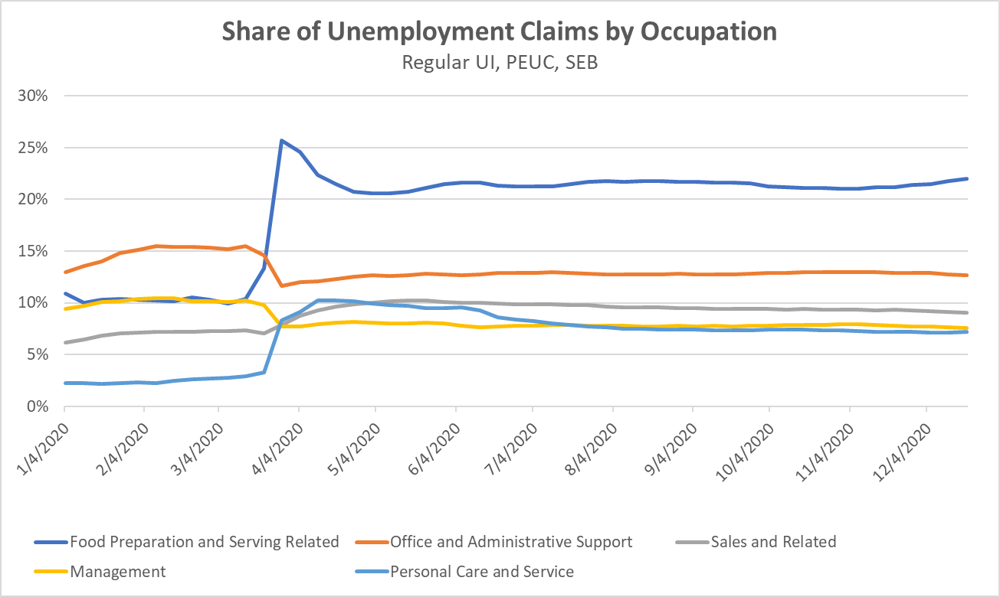 Share of Unemployment Claims by Occupation
Regular UI, PEUC, SEB
30%
25%
20%
15%
10%
5%
0%
1/4/2020
2/4/2020
3/4/2020
4/4/2020
5/4/2020
6/4/2020
7/4/2020
8/4/2020
9/4/2020
10/4/2020
11/4/2020
12/4/2020
Food Preparation and Serving Related
Office and Administrative Support
Sales and Related
Management
Personal Care and Service